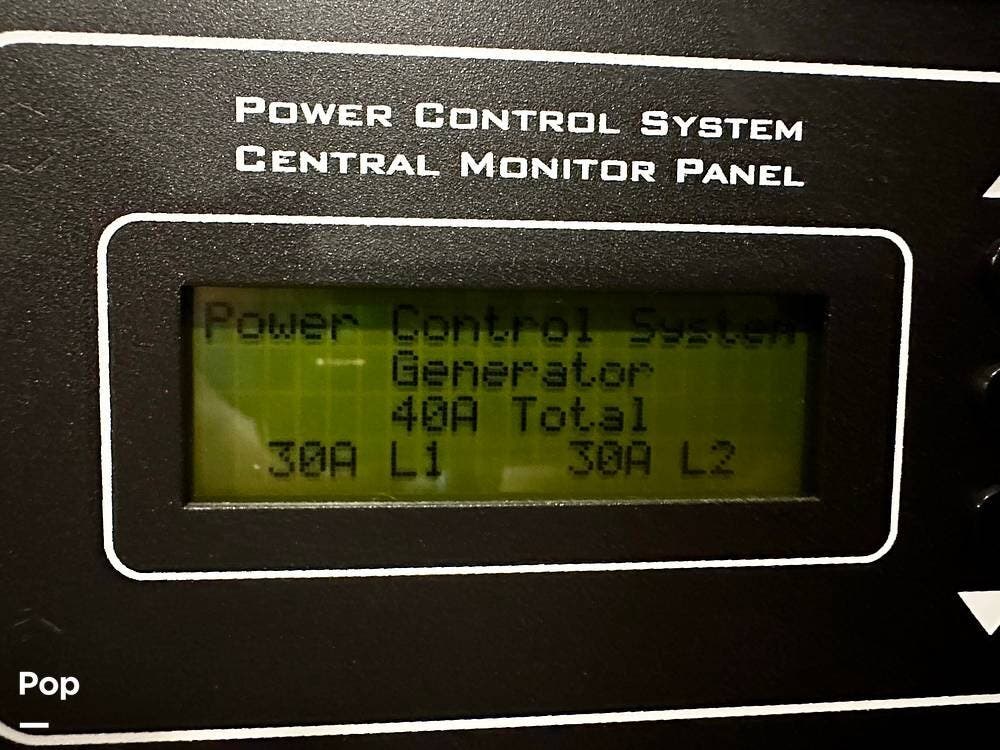 POWER CONTROL SYSTEM
CENTRAL MONITOR PANEL
Power Control System
Generator
40A Total
30A L1 30A L2
Pop